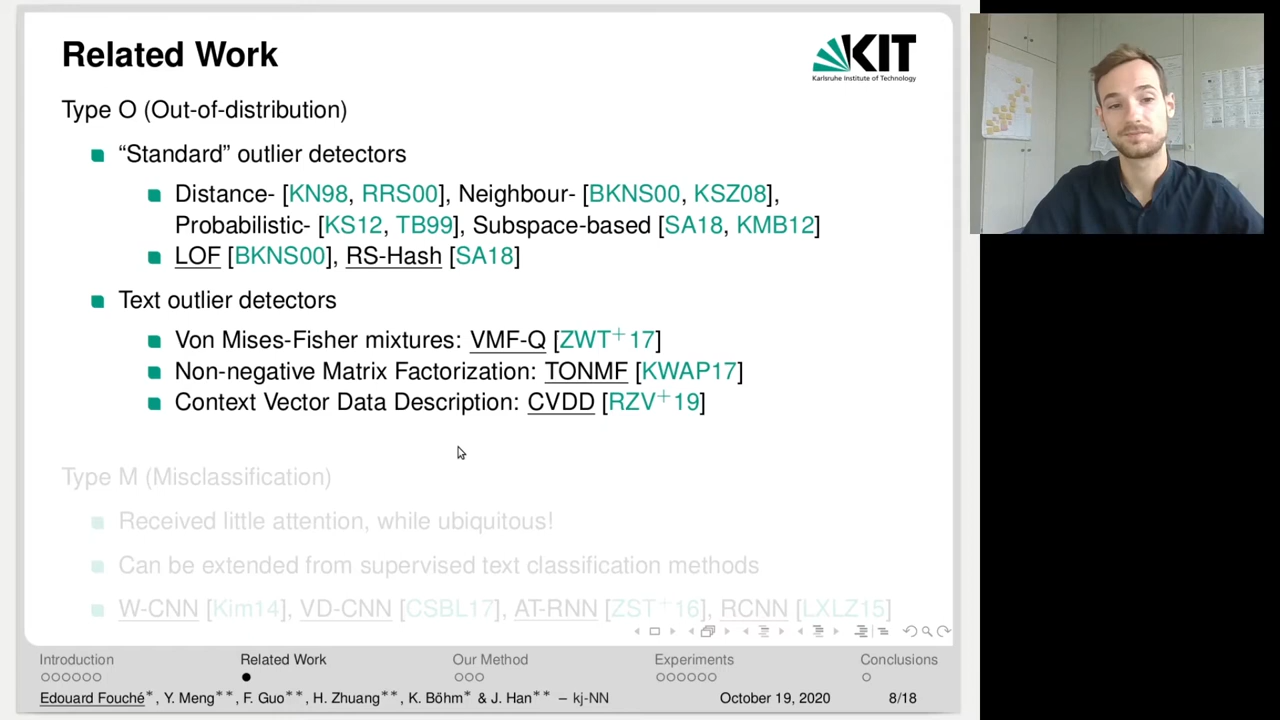 Related Work
KIT
Karlsruhe Institute of Technology
Type O (Out-of-distribution)
“Standard” outlier detectors
Distance- [KN98, RRS00], Neighbour- [BKNS00, KSZ08],
Probabilistic- [KS12, TB99], Subspace-based [SA18, KMB12]
LOF [BKNS00], RS-Hash [SA18]
Text outlier detectors
Von Mises-Fisher mixtures: VMF-Q [ZWT+17]
Non-negative Matrix Factorization: TONMF [KWAP17]
Context Vector Data Description: CVDD [RZV+19]
Type M (Misclassification)
Received little attention, while ubiquitous!
Can be extended from supervised text classification methods
W-CNN [Kim14], VD-CNN [CSBL17], AT-RNN [ZST+16], RCNN [LXLZ15]
Introduction Related Work Our Method Experiments Conclusions
Edouard Fouché*, Y. Meng**, F. Guo**, H. Zhuang**, K. Böhm* & J. Han** – kj-NN October 19, 2020 8/18